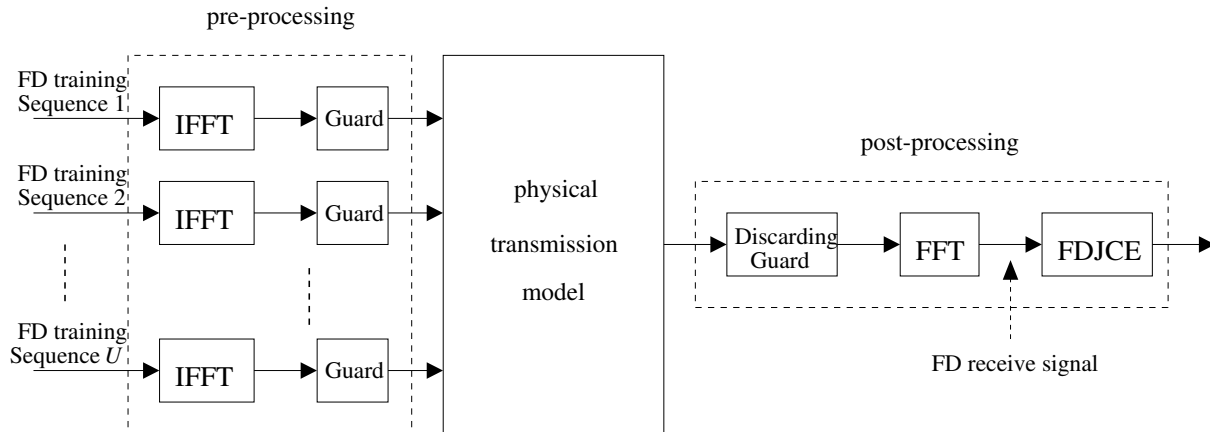 pre-processing
FD training
Sequence 1
IFFT
Guard
FD training
Sequence 2
IFFT
Guard
FD training
Sequence U
IFFT
Guard
physical
transmission
model
post-processing
Discarding
Guard
FFT
FDJCE
FD receive signal